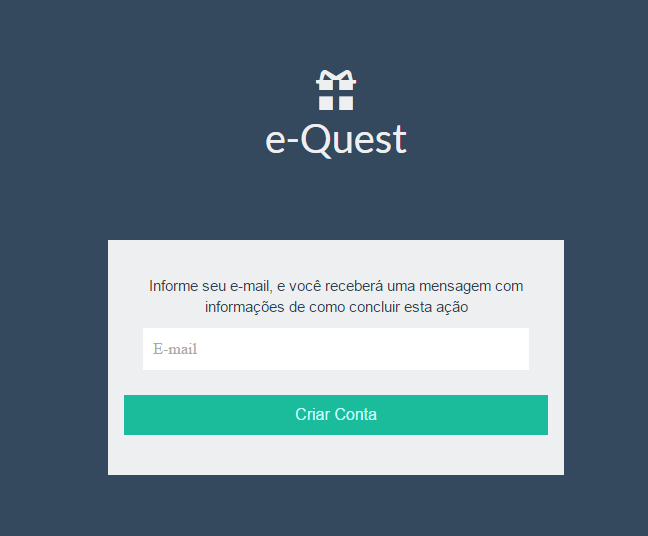 e-Quest
Informe seu e-mail, e você receberá uma mensagem com
informações de como concluir esta ação
E-mail
Criar Conta